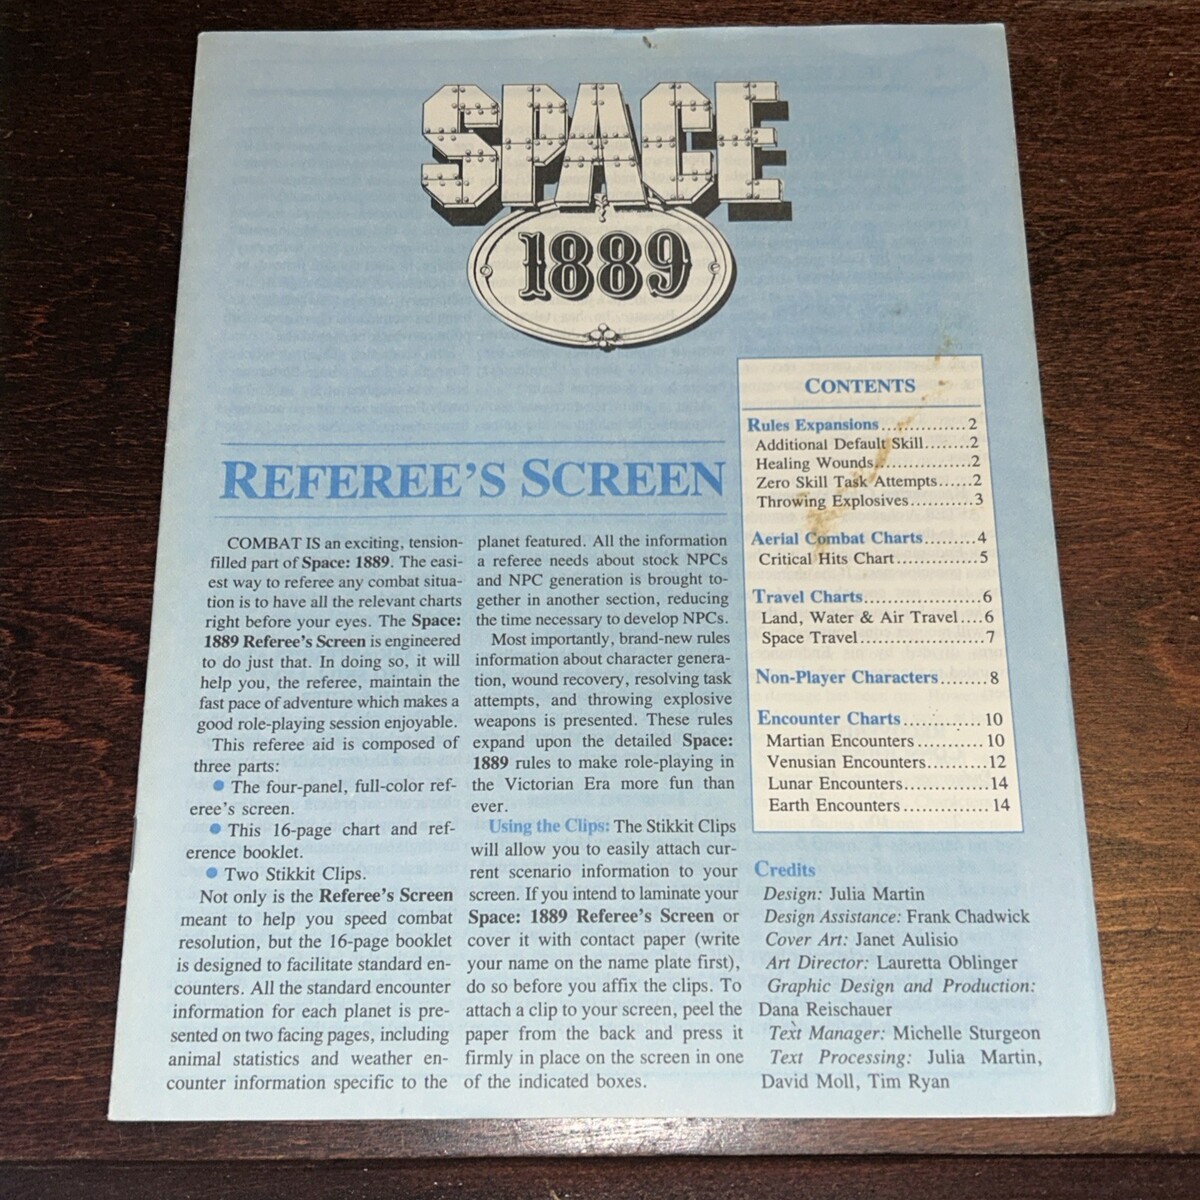 SPACE
1889
REFEREE'S SCREEN
COMBAT IS an exciting, tension-
filled part of Space: 1889. The easi-
est way to referee any combat situa-
tion is to have all the relevant charts
right before your eyes. The Space:
1889 Referee's Screen is engineered
to do just that. In doing so, it will
help you, the referee, maintain the
fast pace of adventure which makes a
good role-playing session enjoyable.
This referee aid is composed of
three parts:
● The four-panel, full-color ref-
eree's screen.
● This 16-page chart and ref-
erence booklet.
● Two Stikkit Clips.
Not only is the Referee's Screen
meant to help you speed combat
resolution, but the 16-page booklet
is designed to facilitate standard en-
counters. All the standard encounter
information for each planet is pre-
sented on two facing pages, including
animal statistics and weather en-
counter information specific to the
planet featured. All the information
a referee needs about stock NPCs
and NPC generation is brought to-
gether in another section, reducing
the time necessary to develop NPCs.
Most importantly, brand-new rules
information about character genera-
tion, wound recovery, resolving task
attempts, and throwing explosive
weapons is presented. These rules
expand upon the detailed Space:
1889 rules to make role-playing in
the Victorian Era more fun than
ever.
Using the Clips: The Stikkit Clips
will allow you to easily attach cur-
rent scenario information to your
screen. If you intend to laminate your
Space: 1889 Referee's Screen or
cover it with contact paper (write
your name on the name plate first),
do so before you affix the clips. To
attach a clip to your screen, peel the
paper from the back and press it
firmly in place on the screen in one
of the indicated boxes.
CONTENTS
Rules Expansions..............2
Additional Default Skill........2
Healing Wounds................2
Zero Skill Task Attempts......2
Throwing Explosives...........3
Aerial Combat Charts.........4
Critical Hits Chart..............5
Travel Charts...................6
Land, Water & Air Travel....6
Space Travel....................7
Non-Player Characters........8
Encounter Charts............10
Martian Encounters...........10
Venusian Encounters..........12
Lunar Encounters..............14
Earth Encounters..............14
Credits
Design: Julia Martin
Design Assistance: Frank Chadwick
Cover Art: Janet Aulisio
Art Director: Lauretta Oblinger
Graphic Design and Production:
Dana Reischauer
Text Manager: Michelle Sturgeon
Text Processing: Julia Martin,
David Moll, Tim Ryan